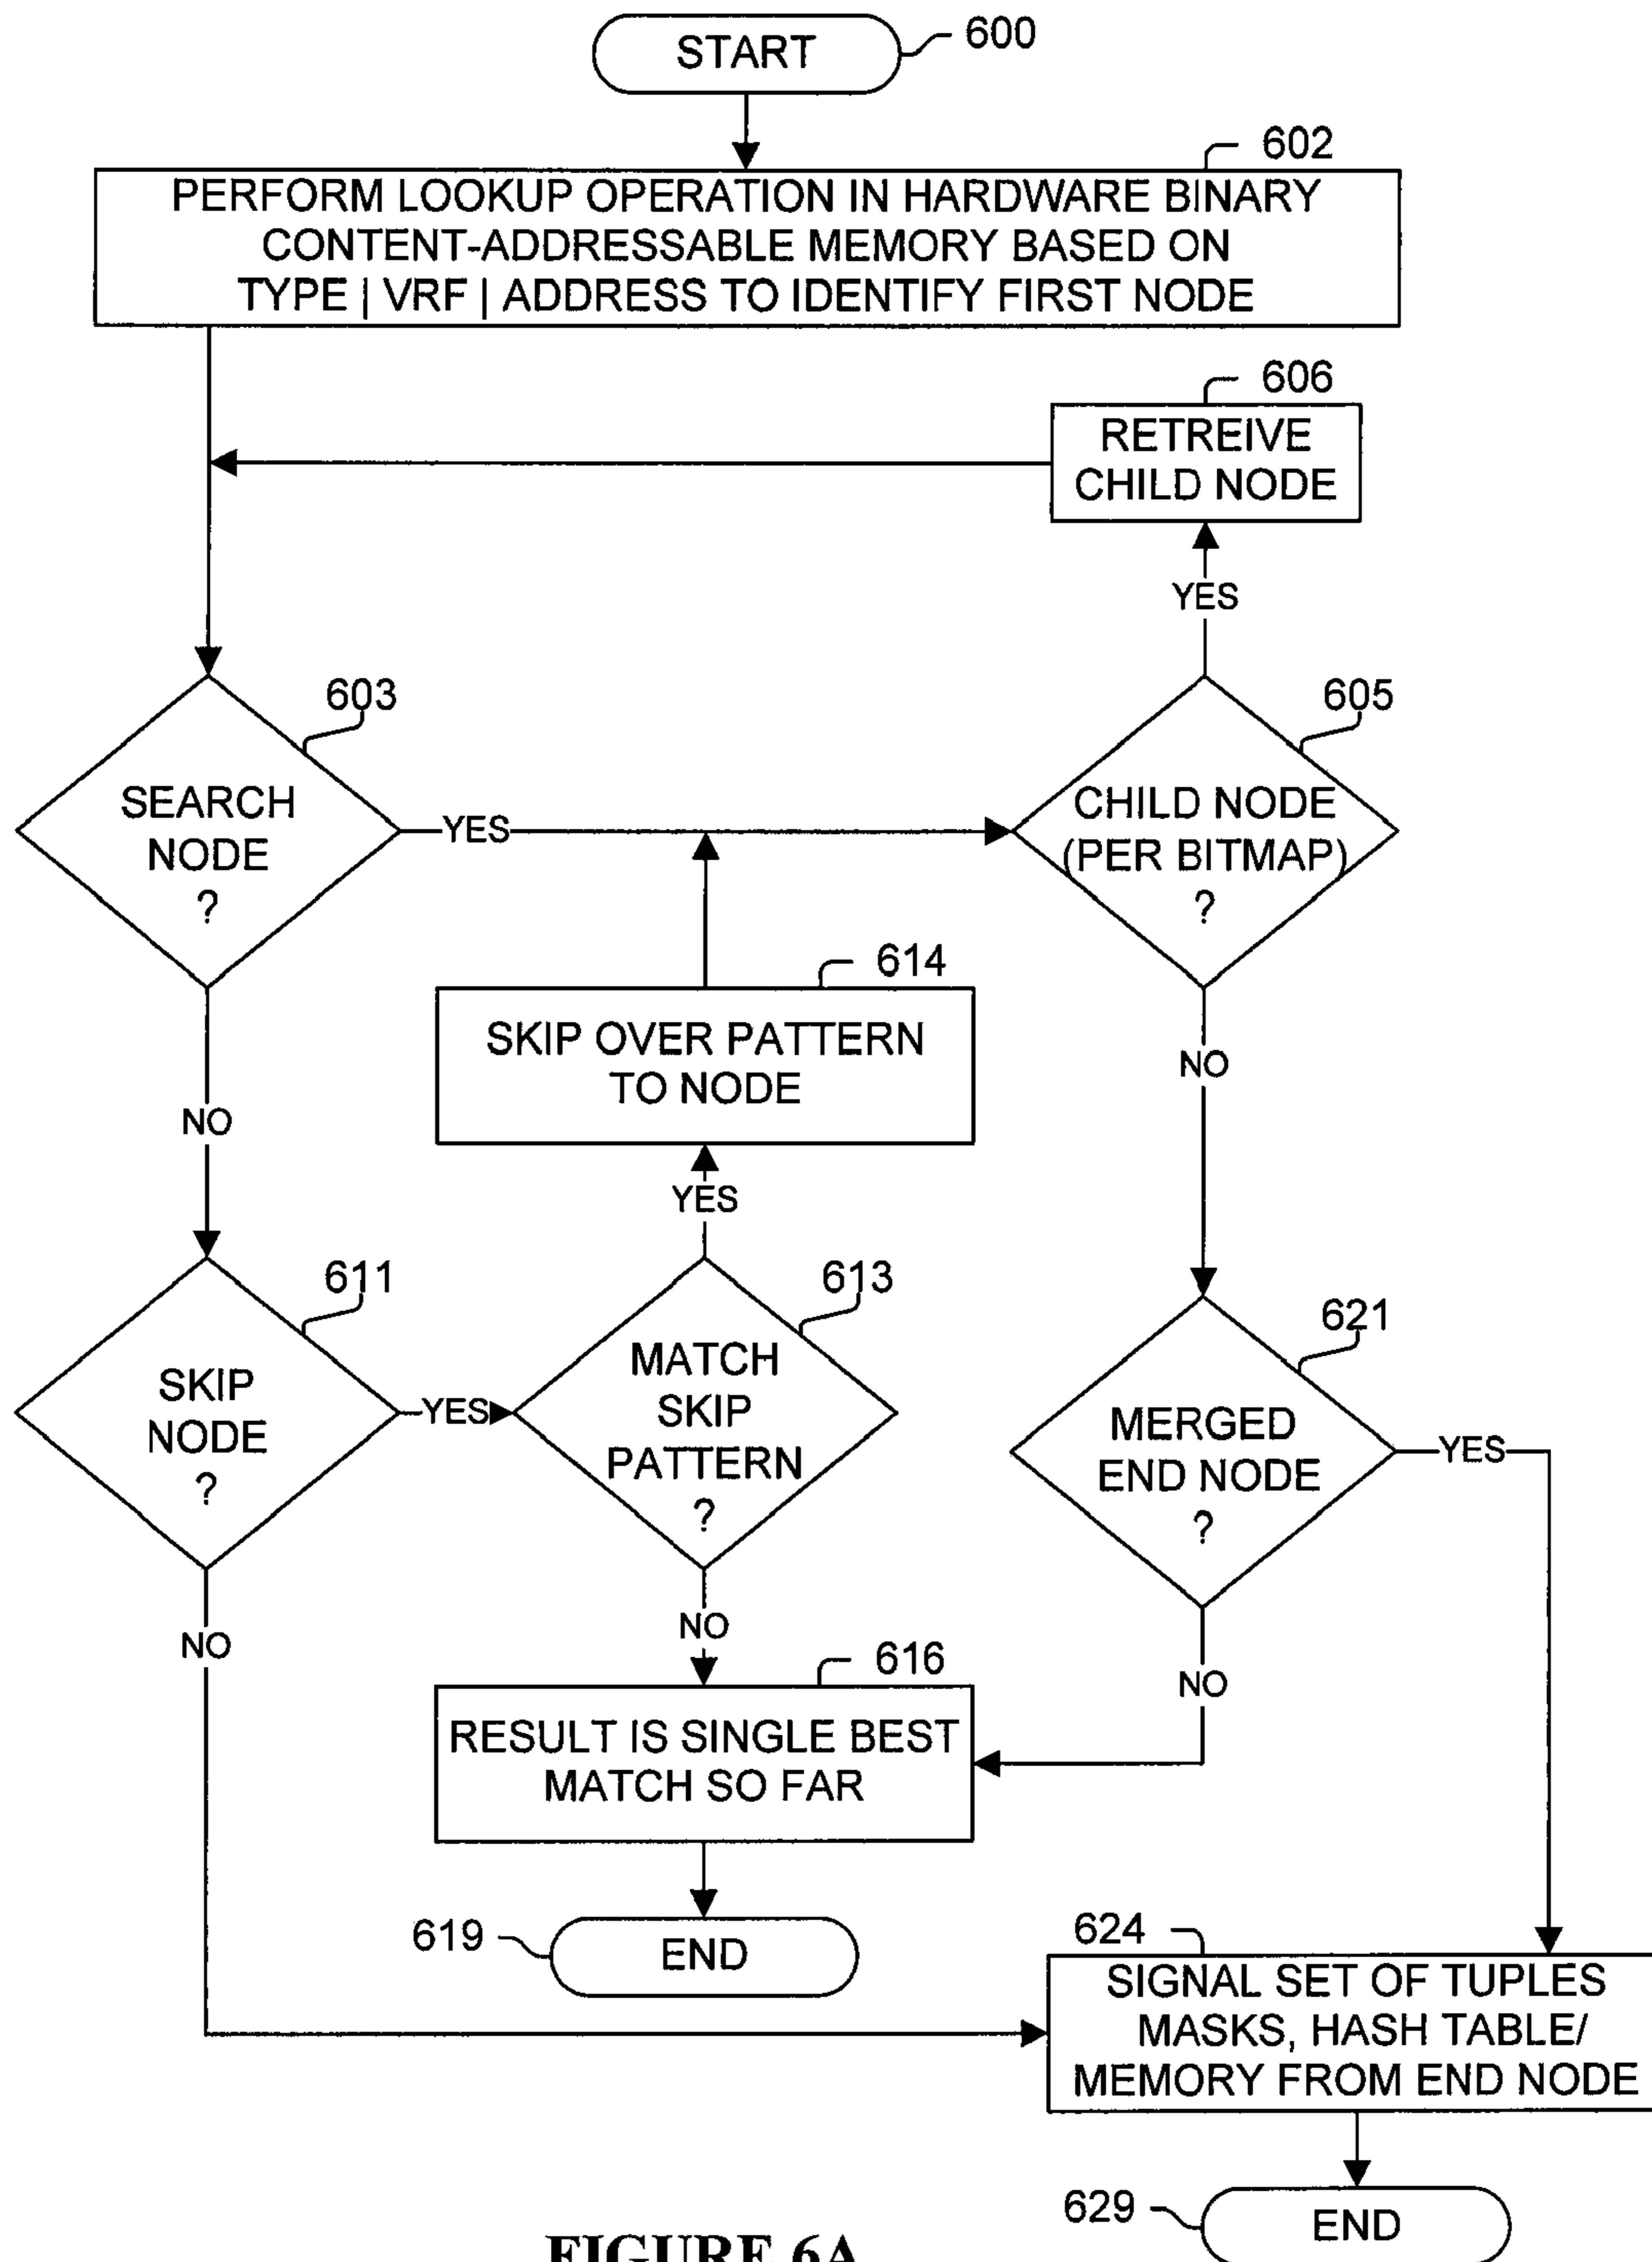 START
600
602
PERFORM LOOKUP OPERATION IN HARDWARE BINARY
CONTENT-ADDRESSABLE MEMORY BASED ON
TYPE | VRF | ADDRESS TO IDENTIFY FIRST NODE
606
RETREIVE
CHILD NODE
YES
603
SEARCH
NODE
?
YES
605
CHILD NODE
(PER BITMAP)
?
614
SKIP OVER PATTERN
TO NODE
NO
NO
YES
611
SKIP
NODE
?
YES
613
MATCH
SKIP
PATTERN
?
621
MERGED
END NODE
?
YES
NO
NO
NO
616
RESULT IS SINGLE BEST
MATCH SO FAR
619
END
624
SIGNAL SET OF TUPLES
MASKS, HASH TABLE/
MEMORY FROM END NODE
629
END
FIGURE 6A